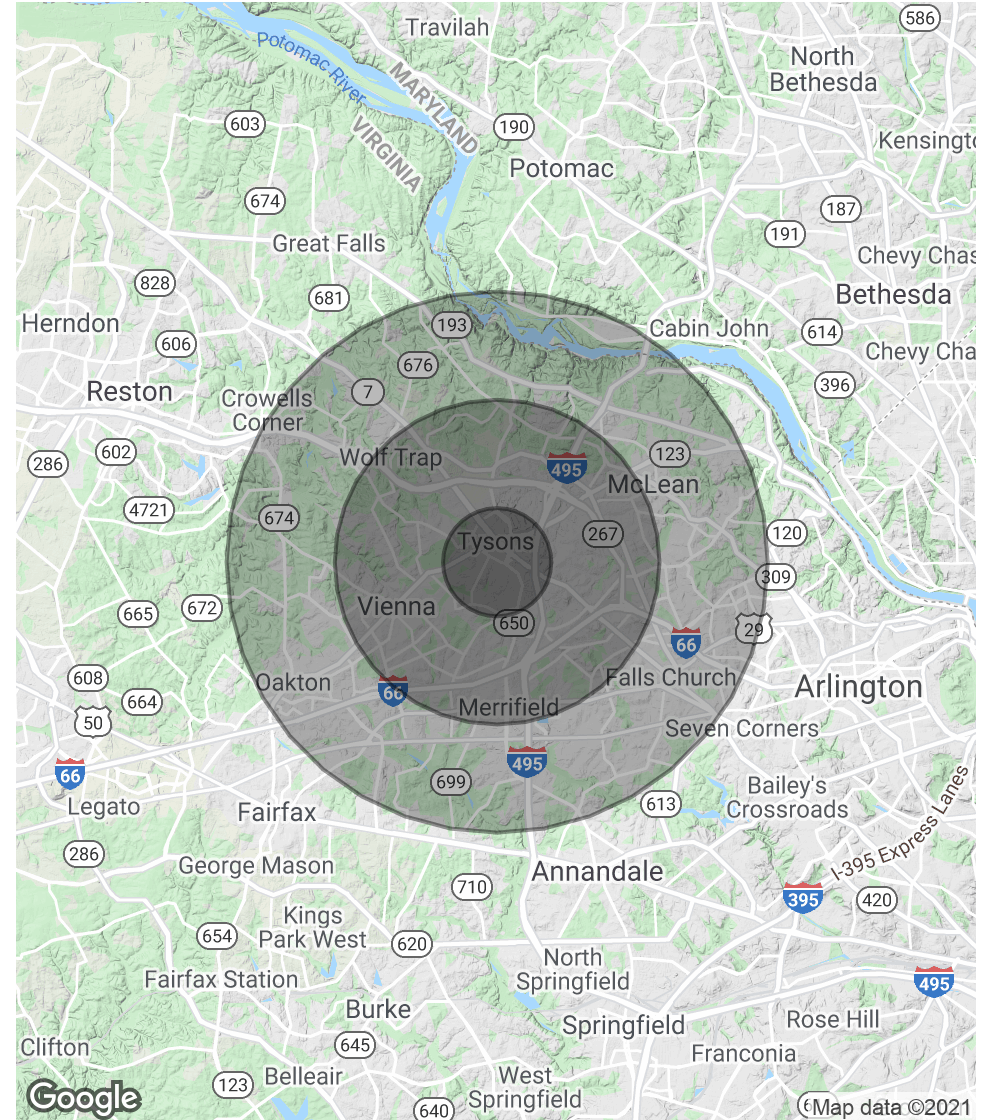 586
Travilah
North
Bethesda
Potomac River
MARYLAND
VIRGINIA
603
190
Kensingto
Potomac
674
187
191
Great Falls
Chevy Chas
828
681
Bethesda
Herndon
193
Cabin John
614
606
Chevy Cha
676
Reston
7
396
Crowells
Corner
602
Wolf Trap
123
286
495
McLean
4721
674
267
120
Tysons
309
665
672
Vienna
650
29
66
608
Oakton
66
Falls Church
Arlington
664
50
Merrifield
Seven Corners
495
66
699
Bailey's
Crossroads
Legato
Fairfax
613
I-395 Express Lanes
286
George Mason
Annandale
710
395
420
Kings
Park West
654
620
North
Springfield
Fairfax Station
495
Burke
Springfield
Rose Hill
Clifton
645
Franconia
Belleair
West
Springfield
123
640
Google
Map data ©2021